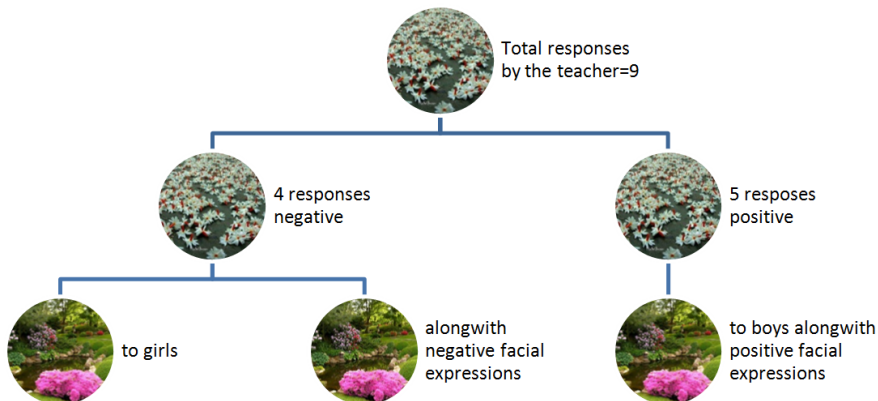 Total responses
by the teacher=9
4 responses
negative
5 resposes
positive
to girls
alongwith
negative facial
expressions
to boys alongwith
positive facial
expressions